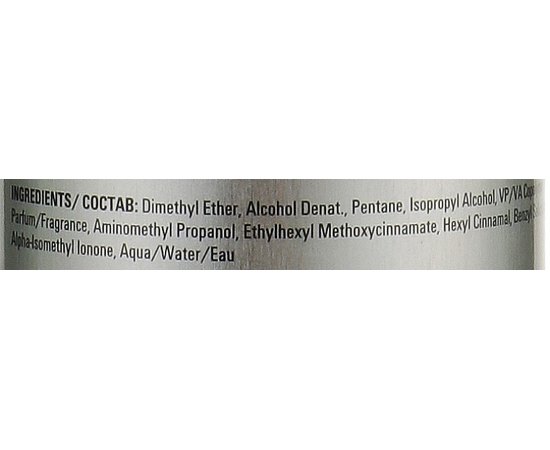 INGREDIENTS/ СОСТАВ: Dimethyl Ether, Alcohol Denat., Pentane, Isopropyl Alcohol, VP/VA
Parfum/Fragrance, Aminomethyl Propanol, Ethylhexyl Methoxycinnamate, Hexyl Cinnamal, Benzyl
Alpha-Isomethyl Ionone, Aqua/Water/Eau